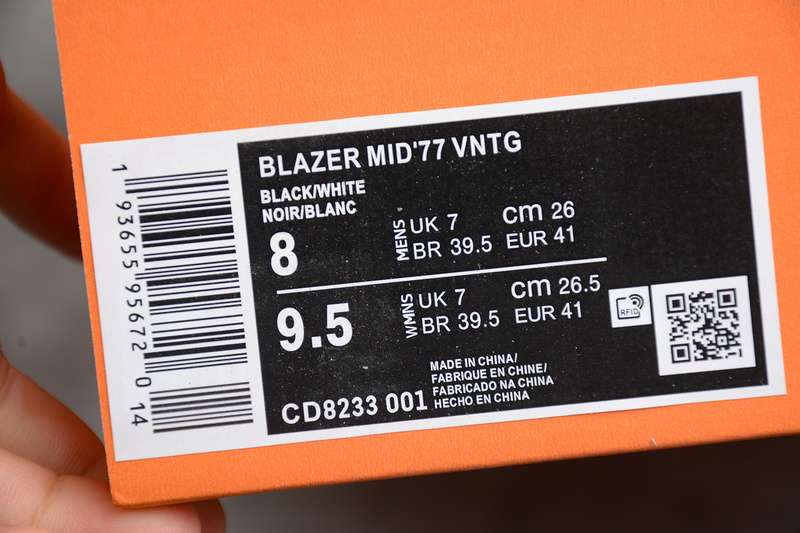 BLAZER MID'77 VNTG
BLACK/WHITE
NOIR/BLANC
8
MENS
UK 7 cm 26
BR 39.5 EUR 41
9.5
WMNS
UK 7 cm 26.5
BR 39.5 EUR 41
RFID
CD8233 001
MADE IN CHINA/
FABRIQUE EN CHINE/
FABRICADO NA CHINA
HECHO EN CHINA
1 93655 95672 0 14